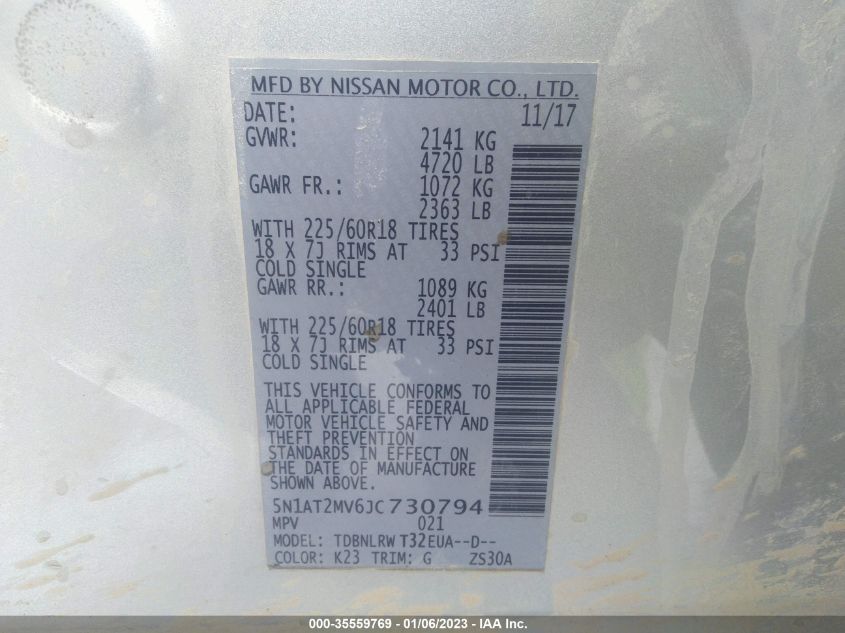 MFD BY NISSAN MOTOR CO., LTD.
DATE: 11/17
GVWR: 2141 KG
4720 LB
GAWR FR.: 1072 KG
2363 LB
WITH 225/60R18 TIRES
18 X 7J RIMS AT 33 PSI
COLD SINGLE
GAWR RR.: 1089 KG
2401 LB
WITH 225/60R18 TIRES
18 X 7J RIMS AT 33 PSI
COLD SINGLE
THIS VEHICLE CONFORMS TO
ALL APPLICABLE FEDERAL
MOTOR VEHICLE SAFETY AND
THEFT PREVENTION
STANDARDS IN EFFECT ON
THE DATE OF MANUFACTURE
SHOWN ABOVE.
5N1AT2MV6JC730794
MPV 021
MODEL: TDBNLRW T32EUA--D--
COLOR: K23 TRIM: G ZS30A
000-35559769 - 01/06/2023 - IAA Inc.